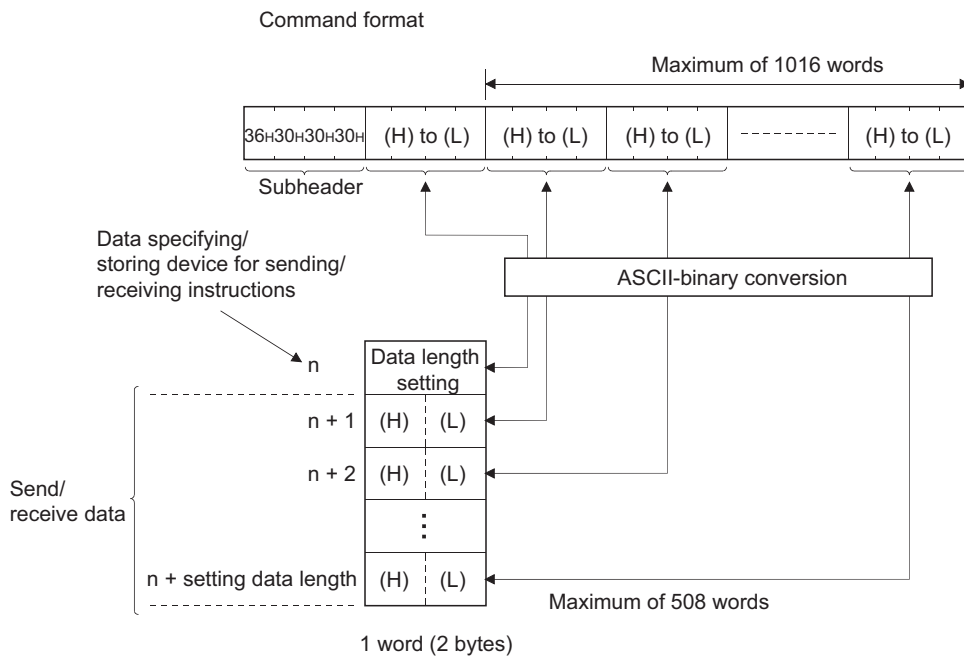 Command format
Maximum of 1016 words
36H30H30H30H (H) to (L) (H) to (L) (H) to (L) (H) to (L)
Subheader
Data specifying/
storing device for sending/
receiving instructions
ASCII-binary conversion
n
Data length
setting
n + 1 (H) (L)
n + 2 (H) (L)
Send/
receive data
n + setting data length (H) (L)
Maximum of 508 words
1 word (2 bytes)